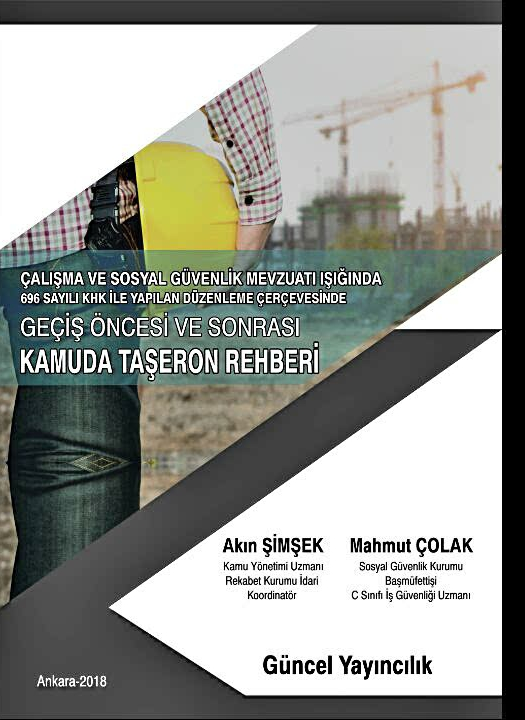 ÇALIŞMA VE SOSYAL GÜVENLİK MEVZUATI IŞIĞINDA
696 SAYILI KHK İLE YAPILAN DÜZENLEME ÇERÇEVESİNDE
GEÇİŞ ÖNCESİ VE SONRASI
KAMUDA TAŞERON REHBERİ
Akın ŞİMŞEK
Kamu Yönetimi Uzmanı
Rekabet Kurumu İdari
Koordinatör
Mahmut ÇOLAK
Sosyal Güvenlik Kurumu
Başmüfettişi
C Sınıfı İş Güvenliği Uzmanı
Güncel Yayıncılık
Ankara-2018